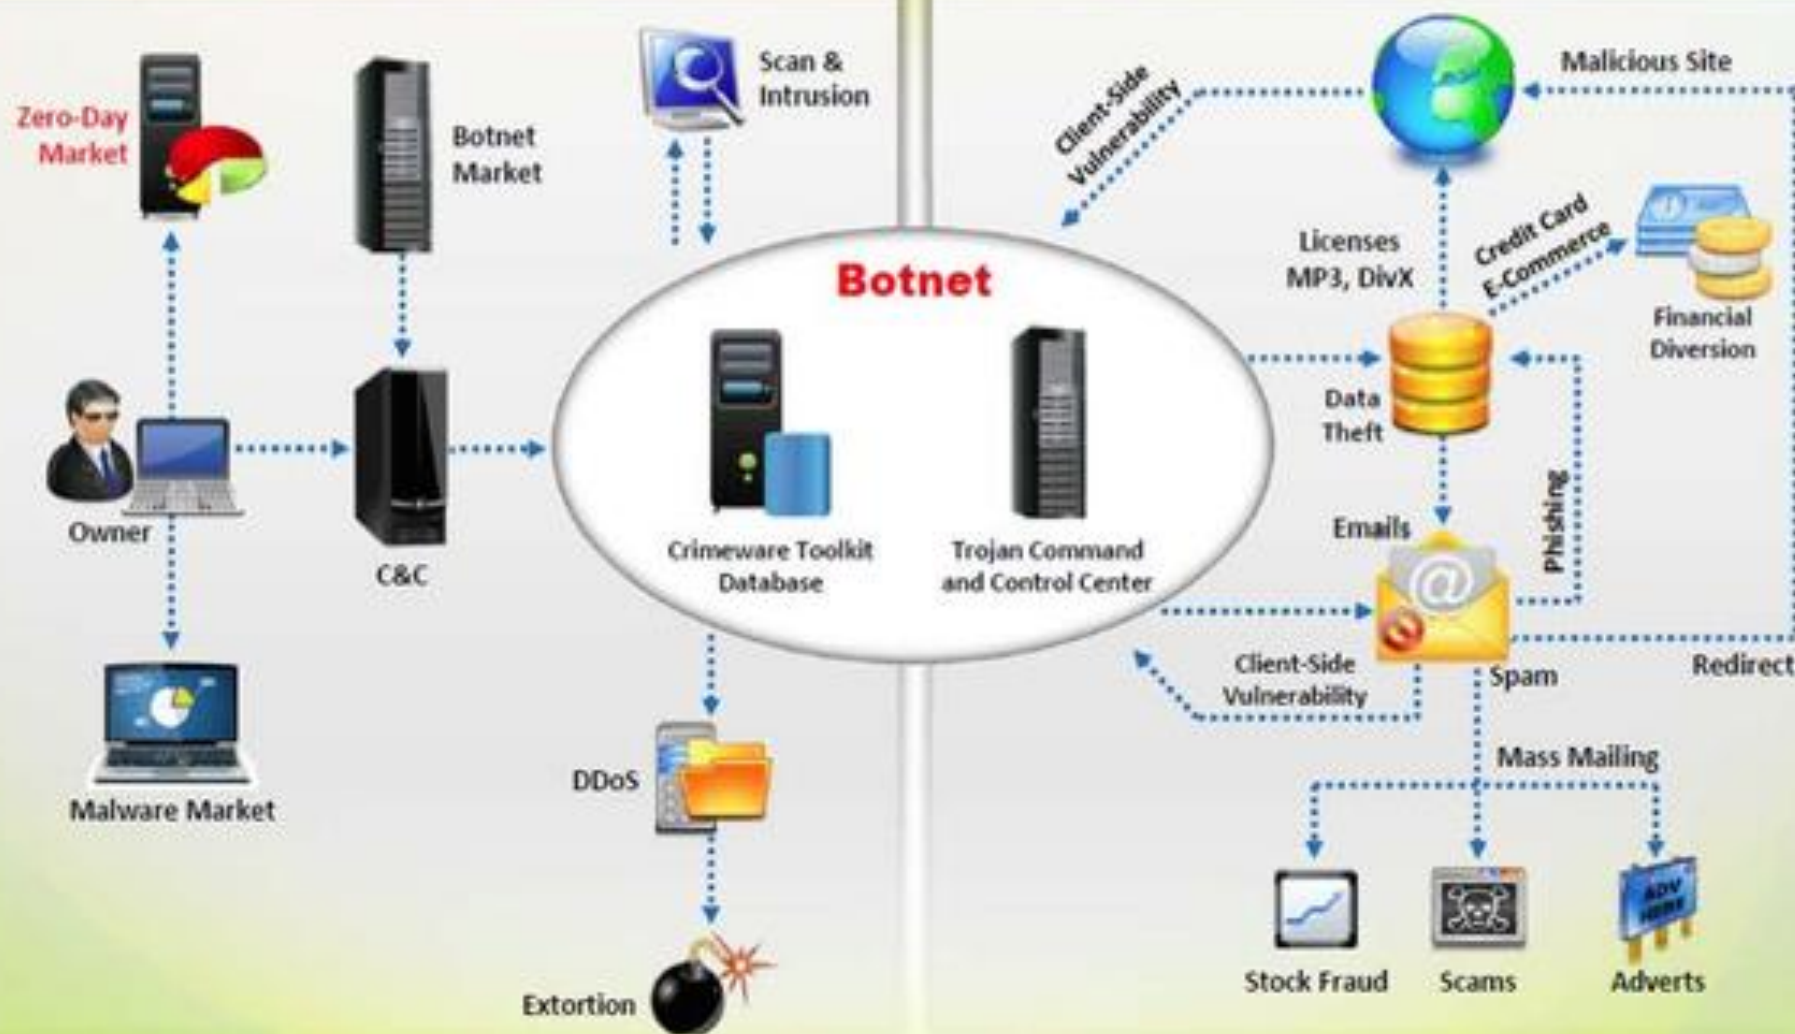 Zero-Day
Market
Botnet
Market
Scan &
Intrusion
Client-Side
Vulnerability
Malicious Site
Licenses
MP3, DivX
Credit Card
E-Commerce
Financial
Diversion
Botnet
Owner
C&C
Crimeware Toolkit
Database
Trojan Command
and Control Center
Data
Theft
Emails
@
Phishing
Client-Side
Vulnerability
Spam
Redirect
Malware Market
DDoS
Mass Mailing
ADV
HERE
Extortion
Stock Fraud
Scams
Adverts